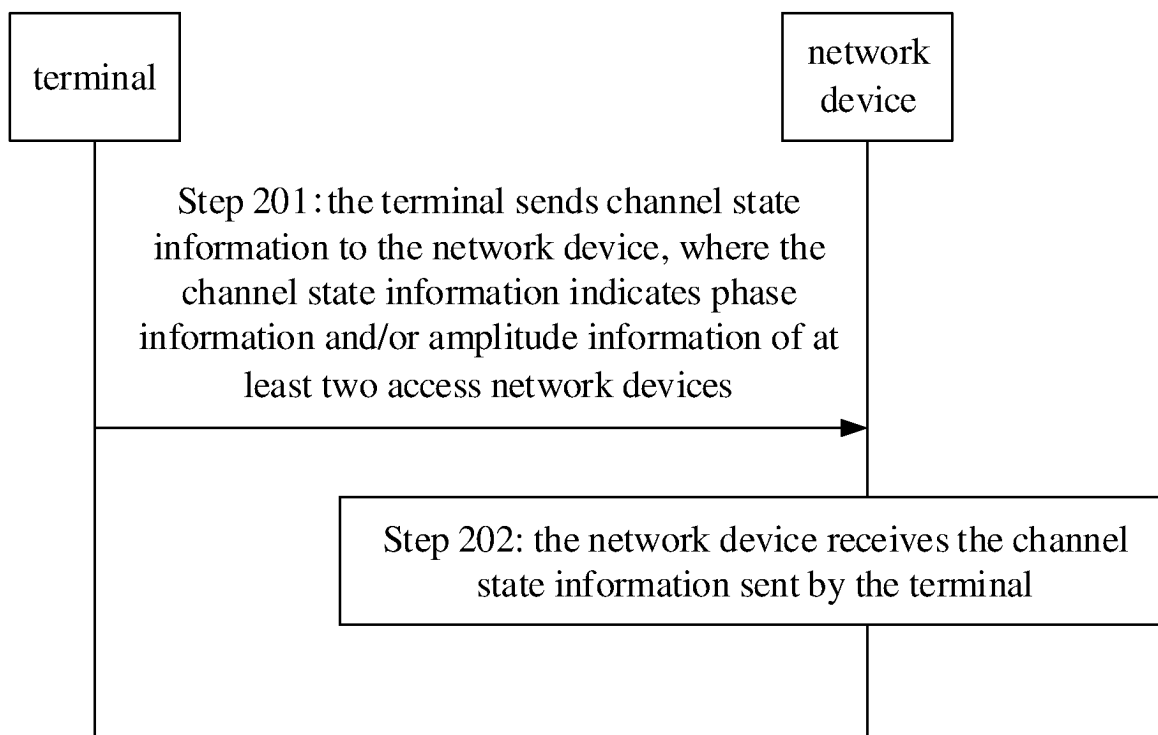 terminal
network
device
Step 201: the terminal sends channel state
information to the network device, where the
channel state information indicates phase
information and/or amplitude information of at
least two access network devices
Step 202: the network device receives the channel
state information sent by the terminal